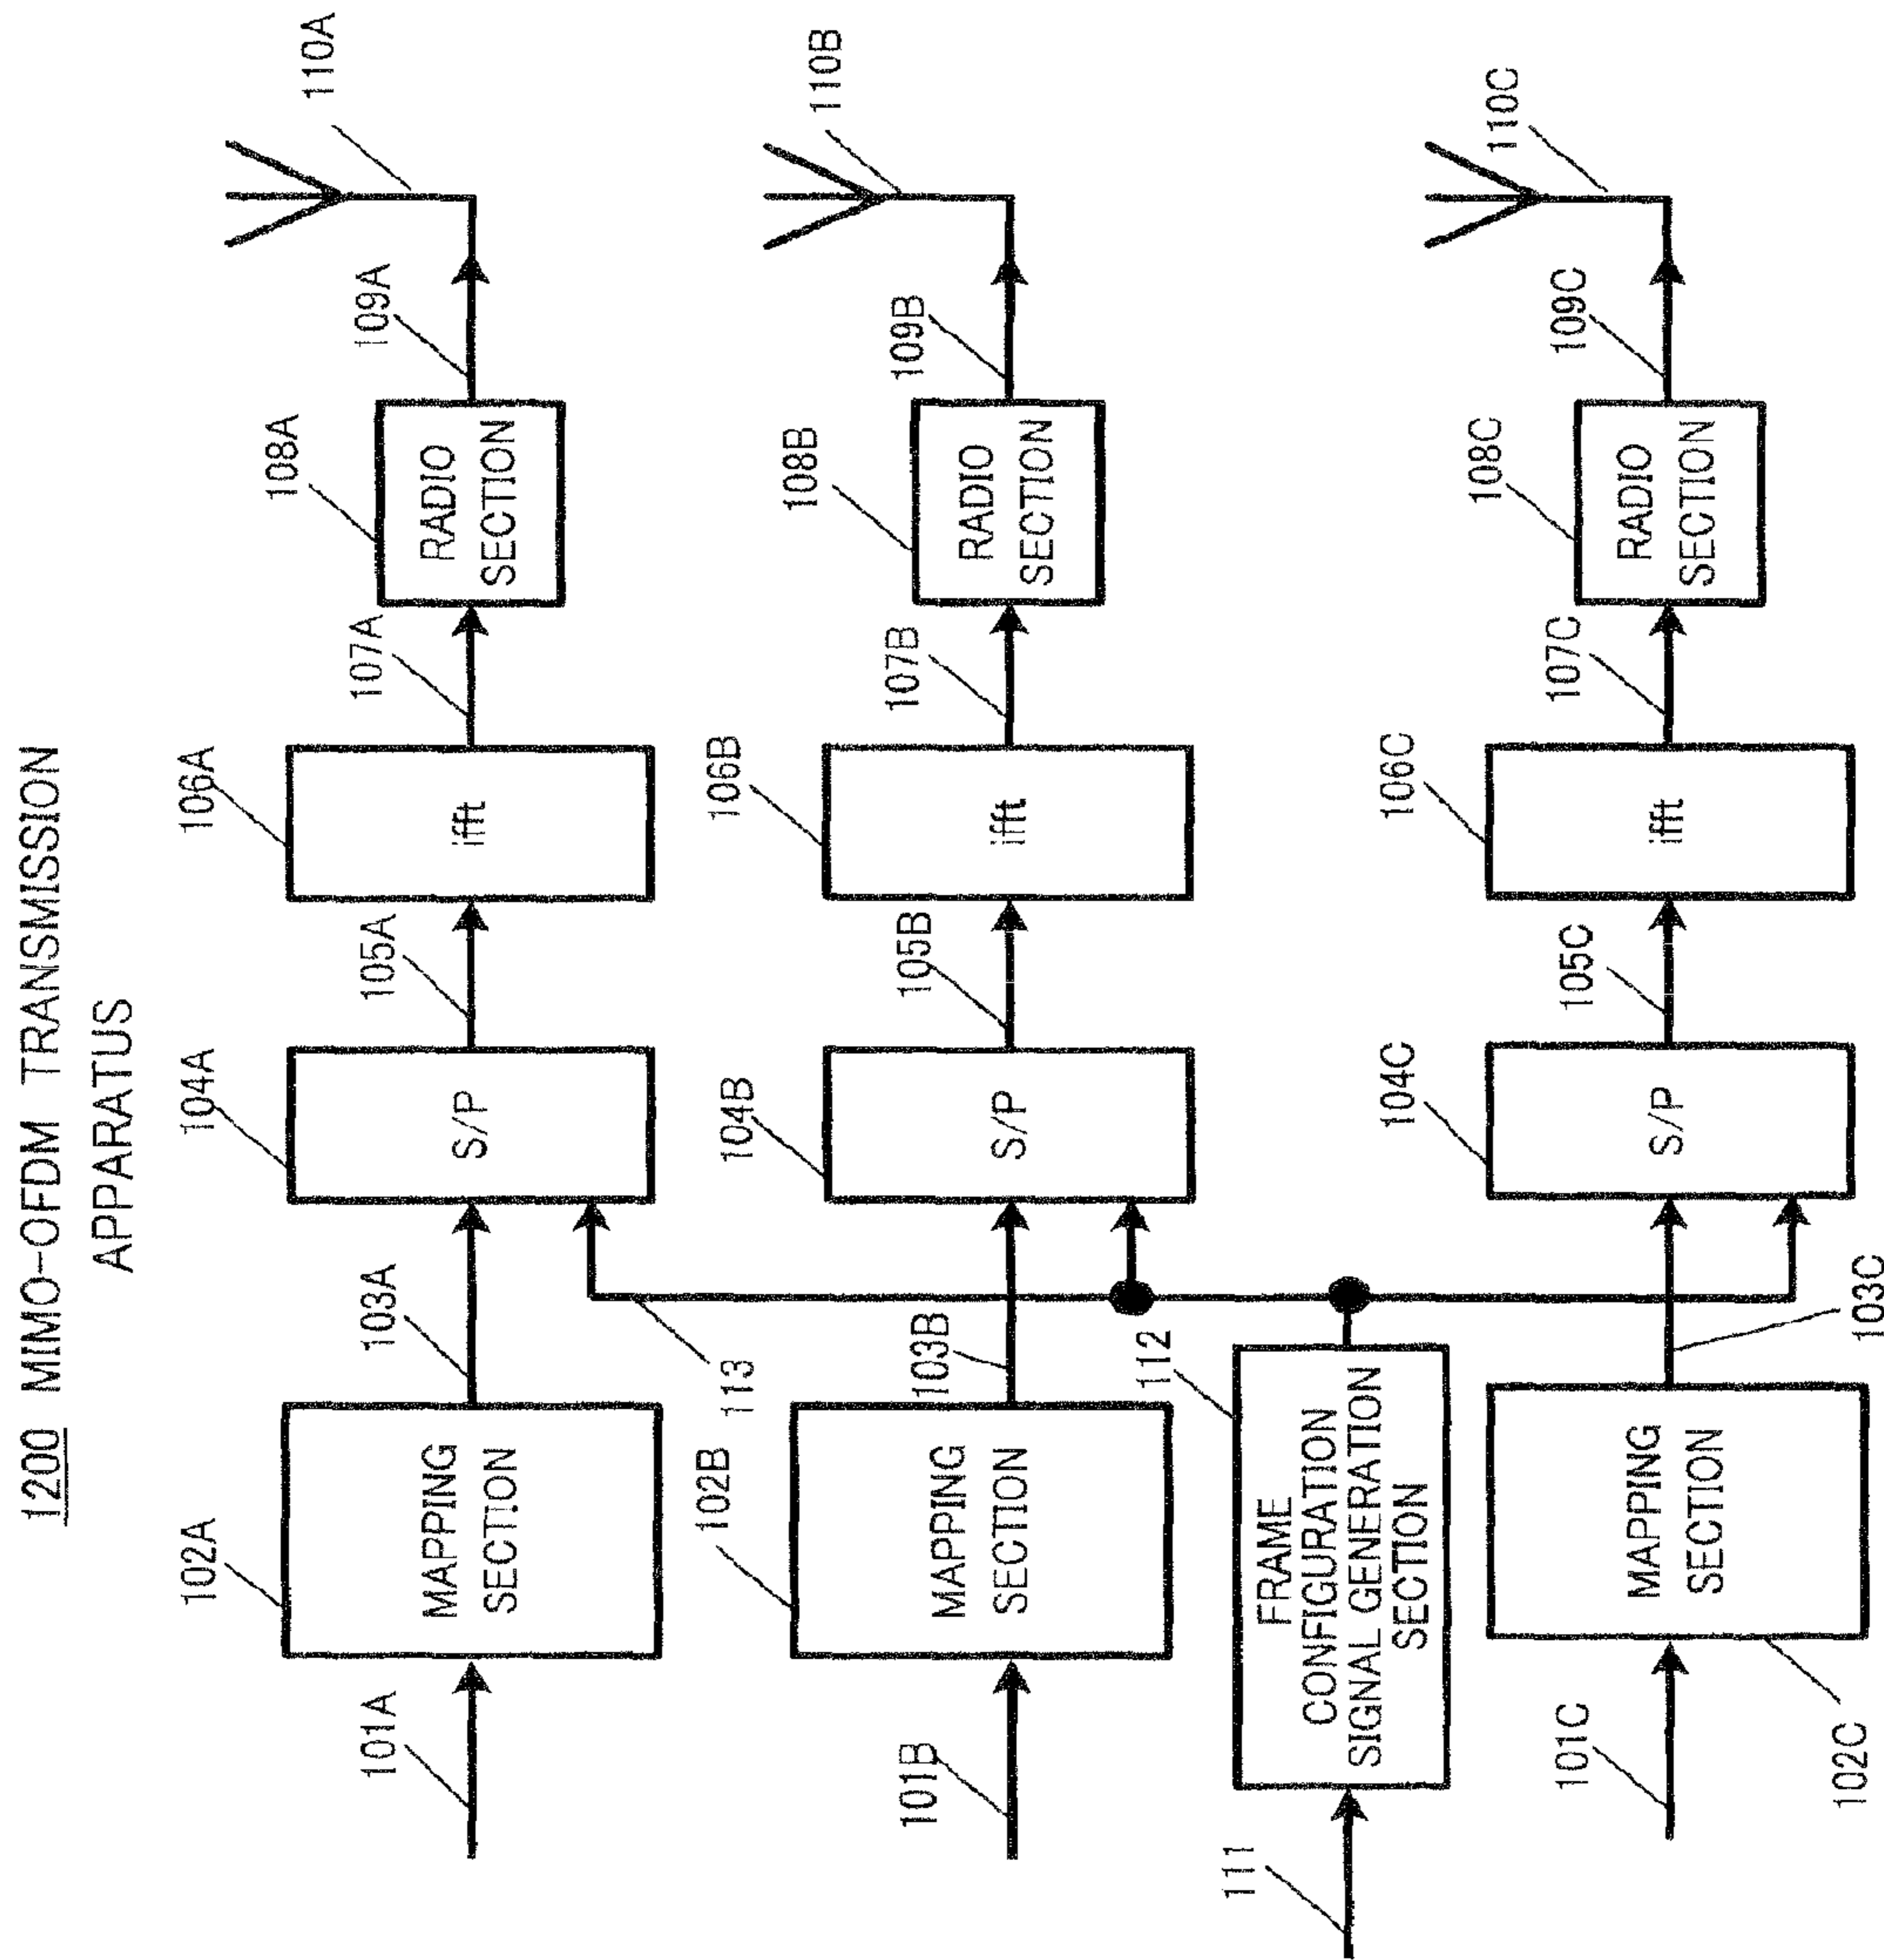 1200 MIMO-OFDM TRANSMISSION
APPARATUS
101A
102A
MAPPING
SECTION
103A
104A
S/P
105A
106A
ifft
107A
108A
RADIO
SECTION
109A
110A
113
101B
102B
MAPPING
SECTION
103B
104B
S/P
105B
106B
ifft
107B
108B
RADIO
SECTION
109B
110B
111
112
FRAME
CONFIGURATION
SIGNAL GENERATION
SECTION
101C
102C
MAPPING
SECTION
103C
104C
S/P
105C
106C
ifft
107C
108C
RADIO
SECTION
109C
110C